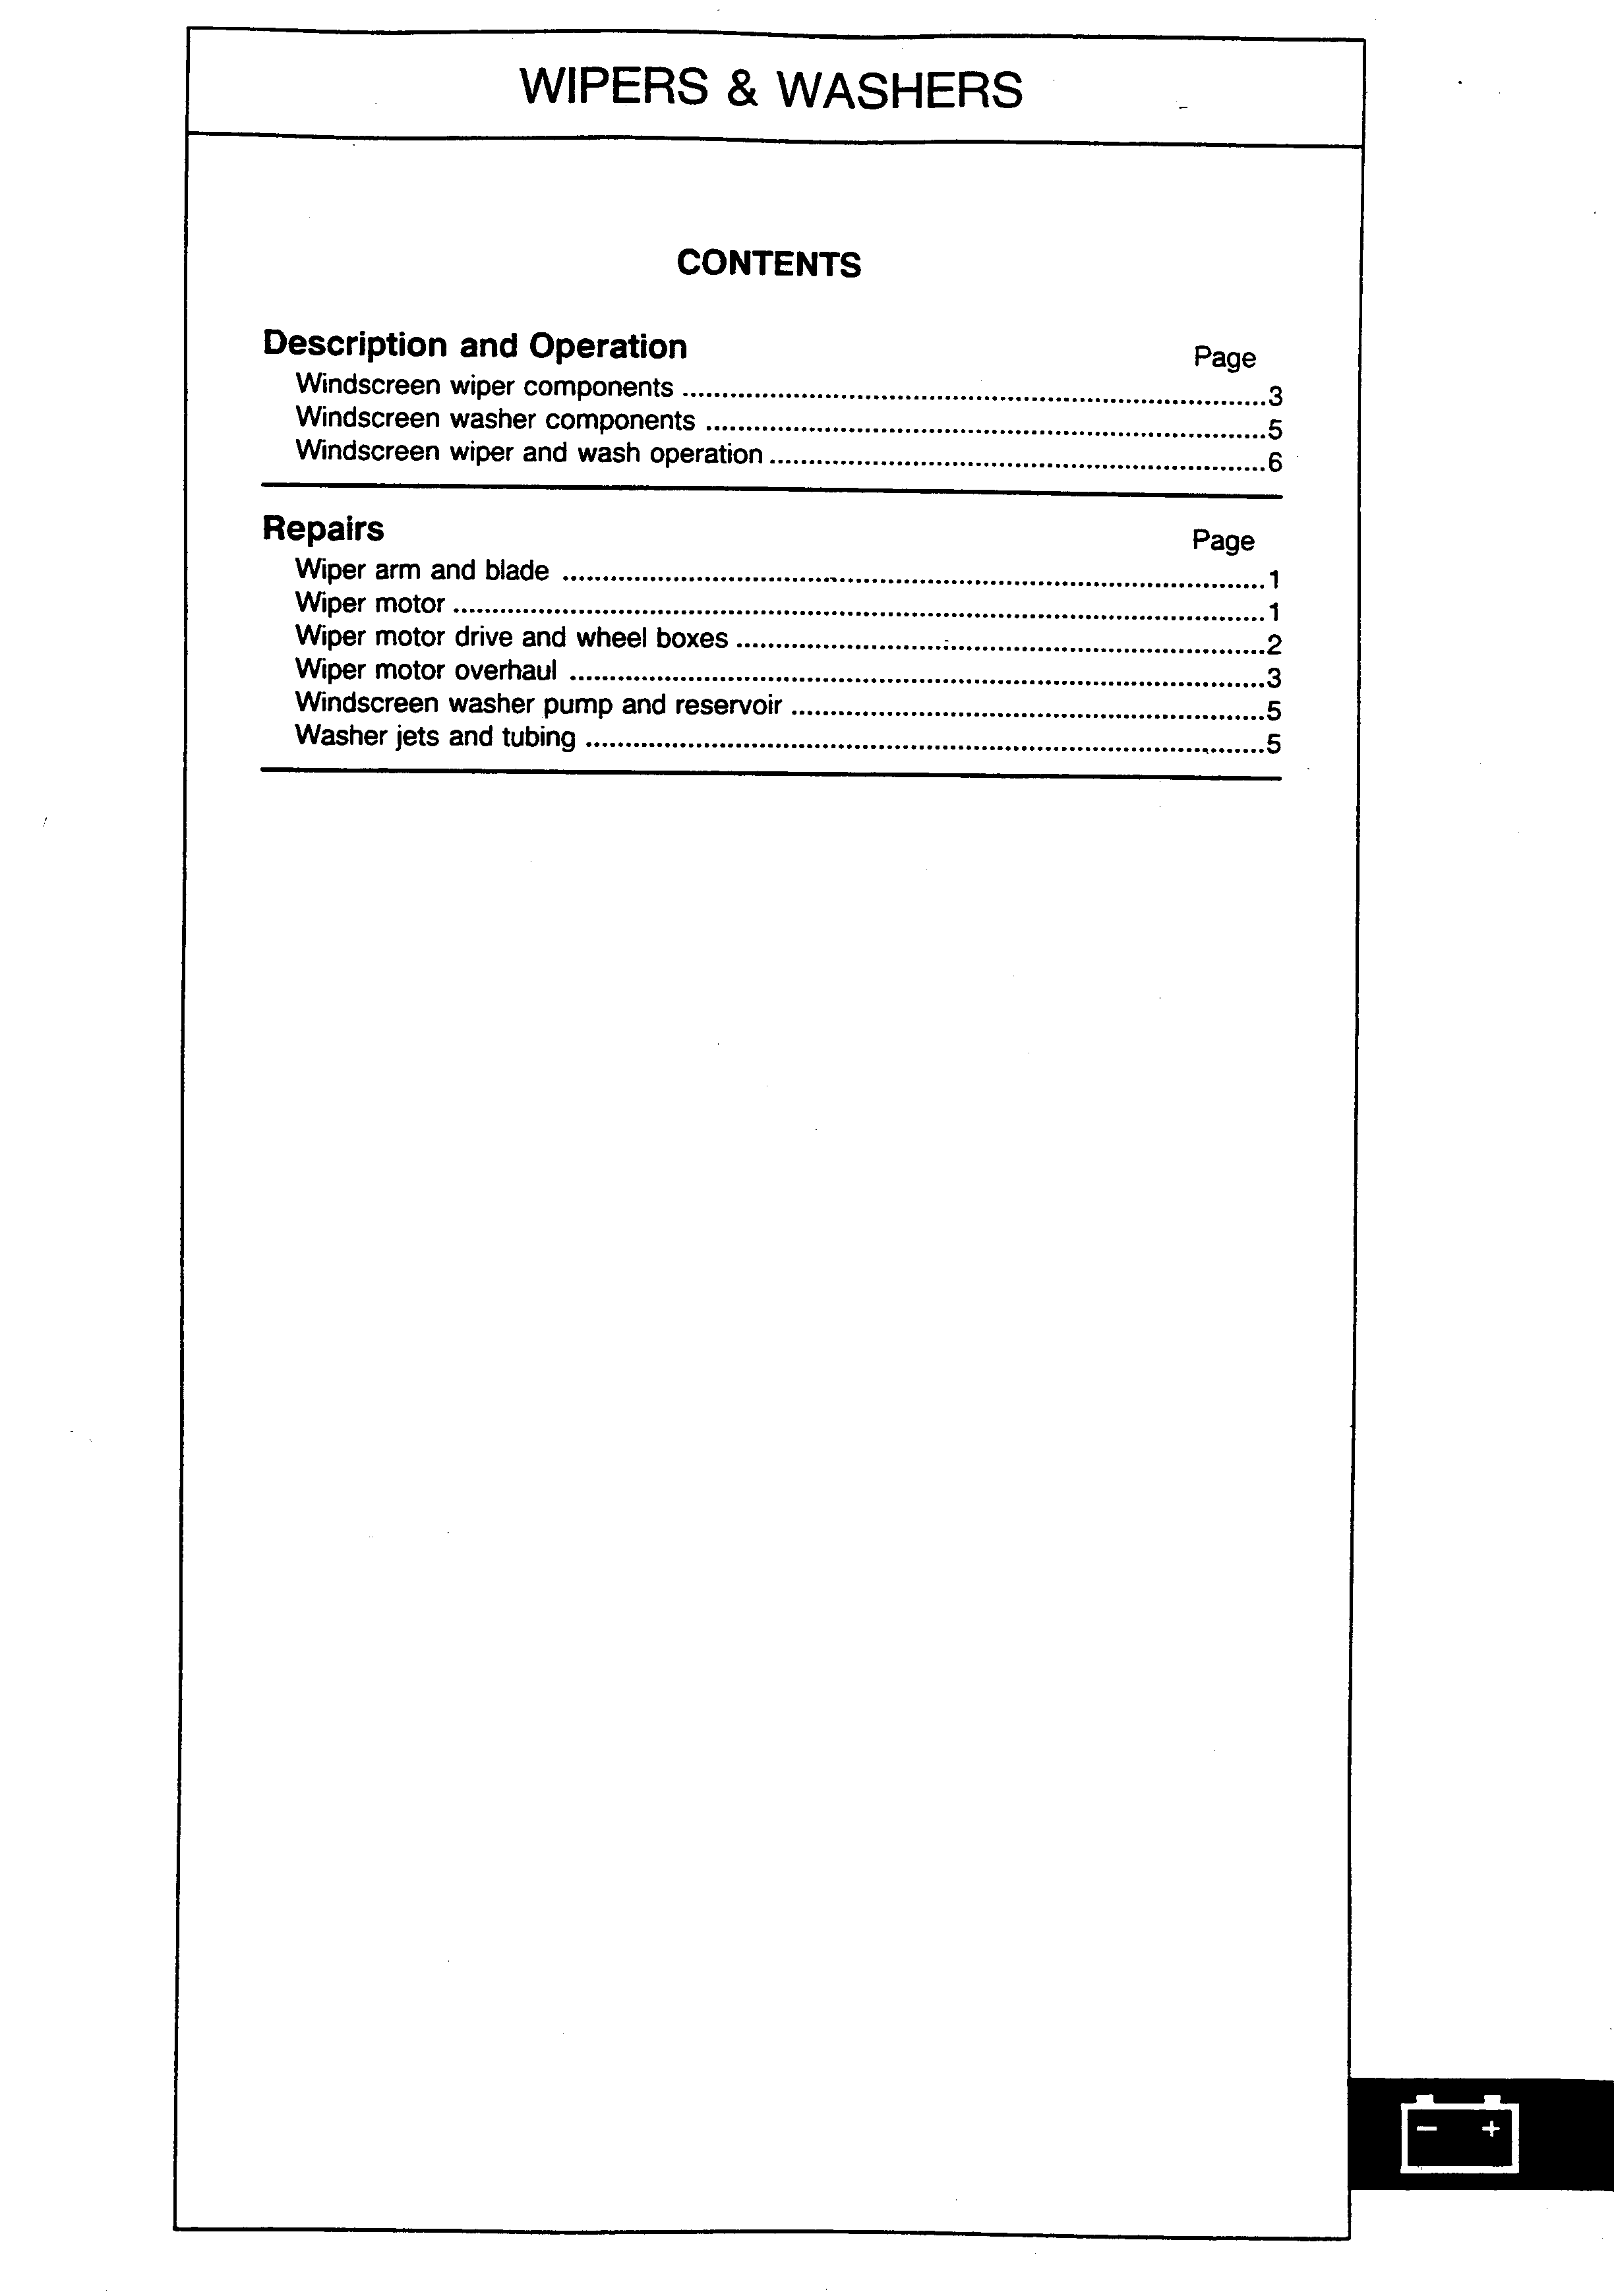 WIPERS & WASHERS
CONTENTS
Description and Operation Page
Windscreen wiper components ........................................ 3
Windscreen washer components ........................................ 5
Windscreen wiper and wash operation ........................................ 6
Repairs Page
Wiper arm and blade ........................................ 1
Wiper motor ........................................ 1
Wiper motor drive and wheel boxes ........................................ 2
Wiper motor overhaul ........................................ 3
Windscreen washer pump and reservoir ........................................ 5
Washer jets and tubing ........................................ 5
- +